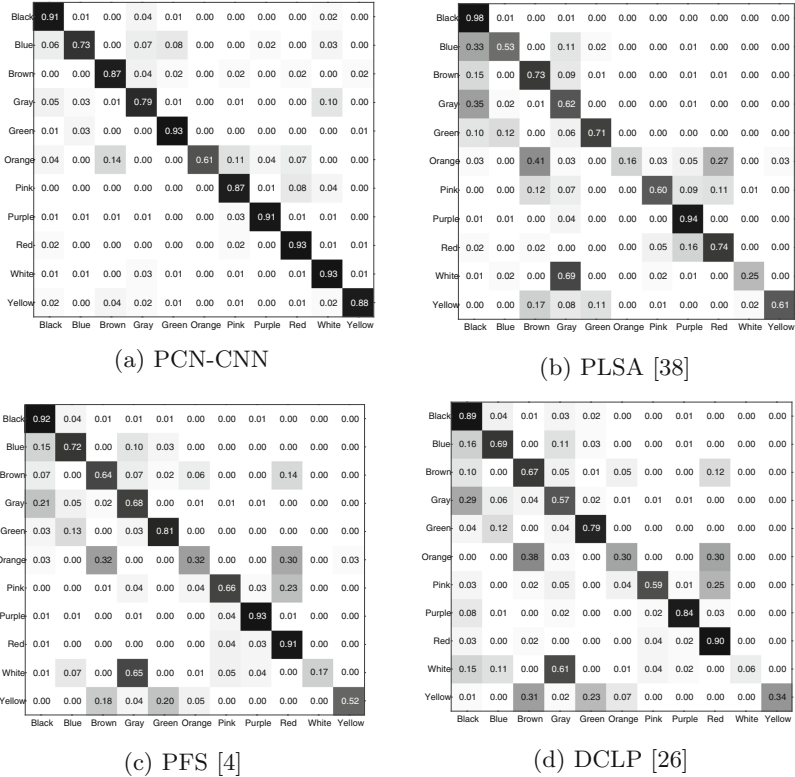 Black 0.91 0.01 0.00 0.04 0.01 0.00 0.00 0.00 0.00 0.02 0.00
Blue 0.06 0.73 0.00 0.07 0.08 0.00 0.00 0.02 0.00 0.03 0.00
Brown 0.00 0.00 0.87 0.04 0.02 0.00 0.02 0.00 0.02 0.00 0.02
Gray 0.05 0.03 0.01 0.79 0.01 0.00 0.01 0.00 0.00 0.10 0.00
Green 0.01 0.03 0.00 0.01 0.93 0.00 0.00 0.00 0.00 0.01 0.01
Orange 0.04 0.00 0.14 0.00 0.00 0.61 0.11 0.04 0.07 0.00 0.00
Pink 0.00 0.00 0.00 0.00 0.00 0.00 0.87 0.01 0.08 0.04 0.00
Purple 0.01 0.01 0.01 0.01 0.00 0.00 0.03 0.91 0.01 0.01 0.00
Red 0.02 0.00 0.00 0.00 0.00 0.00 0.02 0.00 0.93 0.01 0.01
White 0.01 0.01 0.00 0.03 0.01 0.00 0.01 0.00 0.00 0.93 0.00
Yellow 0.02 0.00 0.04 0.02 0.01 0.00 0.00 0.00 0.01 0.02 0.88
Black Blue Brown Gray Green Orange Pink Purple Red White Yellow
(a) PCN-CNN
Black 0.98 0.01 0.00 0.01 0.01 0.00 0.00 0.00 0.00 0.00 0.00
Blue 0.33 0.53 0.00 0.11 0.02 0.00 0.00 0.01 0.00 0.00 0.00
Brown 0.15 0.00 0.73 0.09 0.01 0.00 0.00 0.00 0.02 0.00 0.00
Gray 0.35 0.02 0.01 0.62 0.00 0.00 0.00 0.00 0.00 0.00 0.00
Green 0.10 0.12 0.00 0.06 0.71 0.00 0.00 0.00 0.00 0.00 0.00
Orange 0.03 0.00 0.41 0.03 0.00 0.16 0.03 0.05 0.27 0.00 0.03
Pink 0.00 0.00 0.12 0.07 0.00 0.00 0.60 0.09 0.11 0.01 0.00
Purple 0.01 0.01 0.00 0.04 0.00 0.00 0.00 0.94 0.00 0.00 0.00
Red 0.02 0.00 0.02 0.00 0.00 0.00 0.05 0.16 0.74 0.00 0.00
White 0.01 0.02 0.00 0.69 0.00 0.00 0.02 0.01 0.00 0.25 0.00
Yellow 0.00 0.00 0.17 0.08 0.11 0.00 0.00 0.00 0.00 0.02 0.61
Black Blue Brown Gray Green Orange Pink Purple Red White Yellow
(b) PLSA [38]
Black 0.92 0.04 0.01 0.01 0.01 0.00 0.00 0.01 0.00 0.00 0.00
Blue 0.15 0.72 0.00 0.10 0.03 0.00 0.00 0.00 0.00 0.00 0.00
Brown 0.07 0.00 0.64 0.07 0.02 0.06 0.00 0.00 0.14 0.00 0.00
Gray 0.21 0.05 0.02 0.68 0.00 0.01 0.01 0.01 0.00 0.00 0.00
Green 0.03 0.13 0.00 0.03 0.81 0.00 0.00 0.00 0.00 0.00 0.00
Orange 0.03 0.00 0.32 0.00 0.00 0.32 0.00 0.00 0.30 0.00 0.03
Pink 0.00 0.00 0.01 0.04 0.00 0.04 0.66 0.03 0.23 0.00 0.00
Purple 0.01 0.01 0.00 0.02 0.00 0.00 0.04 0.93 0.00 0.00 0.00
Red 0.01 0.00 0.00 0.00 0.00 0.00 0.04 0.03 0.91 0.00 0.00
White 0.01 0.07 0.00 0.65 0.00 0.01 0.05 0.04 0.00 0.17 0.00
Yellow 0.00 0.00 0.18 0.04 0.20 0.05 0.00 0.00 0.00 0.00 0.52
Black Blue Brown Gray Green Orange Pink Purple Red White Yellow
(c) PFS [4]
Black 0.89 0.04 0.01 0.03 0.02 0.00 0.00 0.01 0.00 0.00 0.00
Blue 0.16 0.69 0.00 0.11 0.03 0.00 0.00 0.00 0.00 0.00 0.00
Brown 0.10 0.00 0.67 0.05 0.01 0.05 0.00 0.00 0.12 0.00 0.00
Gray 0.29 0.06 0.04 0.57 0.02 0.01 0.01 0.01 0.00 0.00 0.00
Green 0.04 0.12 0.00 0.04 0.79 0.00 0.00 0.00 0.00 0.00 0.00
Orange 0.00 0.00 0.38 0.03 0.00 0.30 0.00 0.00 0.30 0.00 0.00
Pink 0.03 0.00 0.02 0.05 0.00 0.04 0.59 0.01 0.25 0.00 0.00
Purple 0.08 0.01 0.00 0.02 0.00 0.00 0.02 0.84 0.03 0.00 0.00
Red 0.03 0.00 0.02 0.00 0.00 0.00 0.04 0.02 0.90 0.00 0.00
White 0.15 0.11 0.00 0.61 0.00 0.01 0.04 0.02 0.00 0.06 0.00
Yellow 0.01 0.00 0.31 0.02 0.23 0.07 0.00 0.00 0.00 0.00 0.34
Black Blue Brown Gray Green Orange Pink Purple Red White Yellow
(d) DCLP [26]